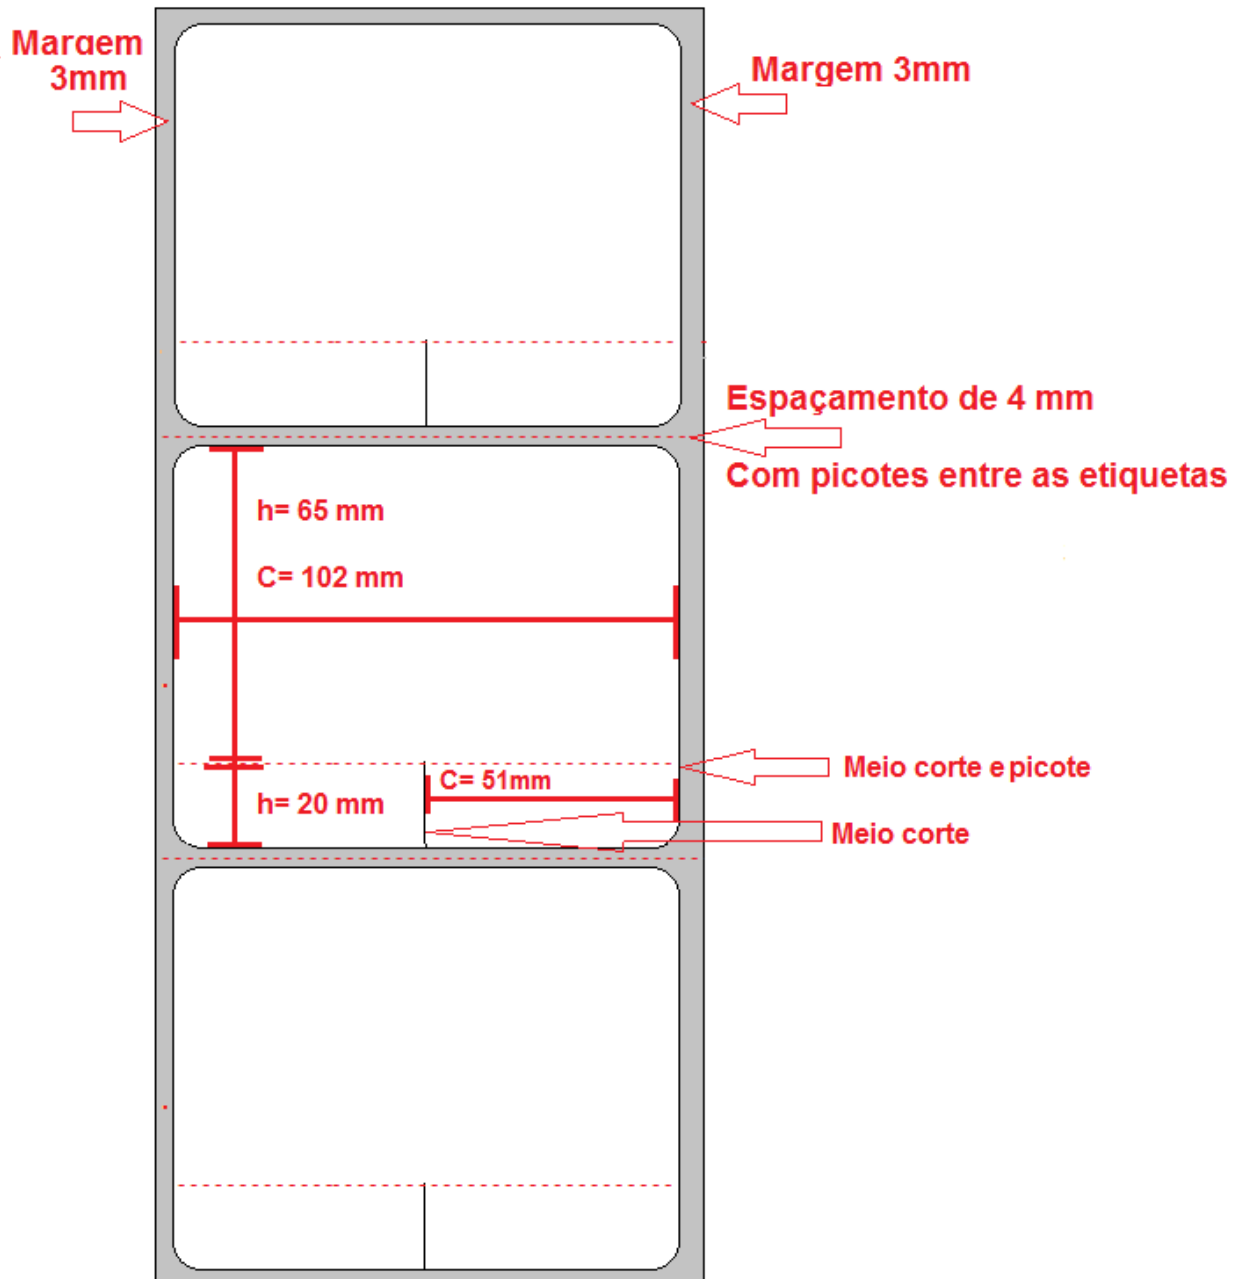 Margem
3mm
Margem 3mm
Espaçamento de 4 mm
Com picotes entre as etiquetas
h= 65 mm
C= 102 mm
Meio corte e picote
C= 51mm
h= 20 mm
Meio corte